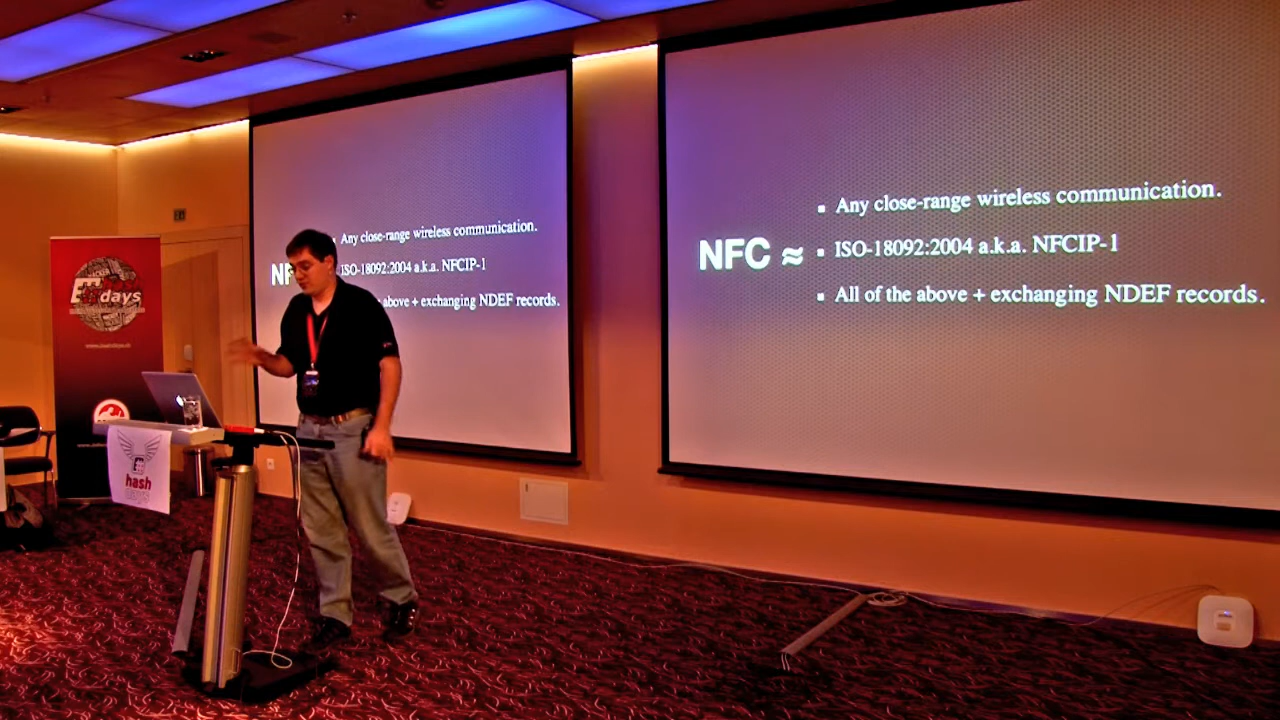 Any close-range wireless communication.
NF
ISO-18092:2004 a.k.a. NFCIP-1
above + exchanging NDEF records.
Any close-range wireless communication.
NFC ≈
ISO-18092:2004 a.k.a. NFCIP-1
All of the above + exchanging NDEF records.
days
hash